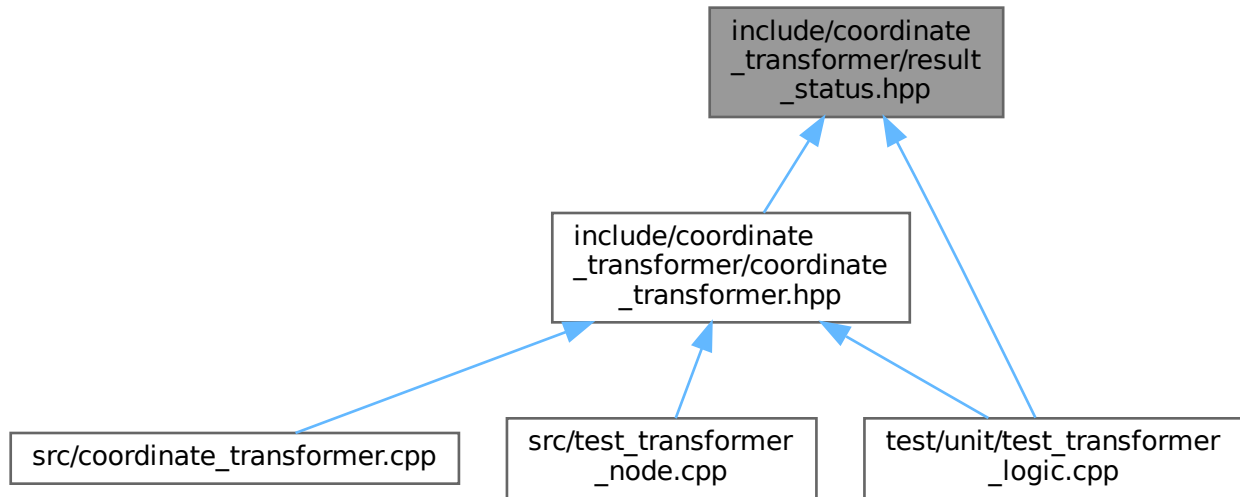 include/coordinate
_transformer/result
_status.hpp
include/coordinate
_transformer/coordinate
_transformer.hpp
src/coordinate_transformer.cpp
src/test_transformer
_node.cpp
test/unit/test_transformer
_logic.cpp